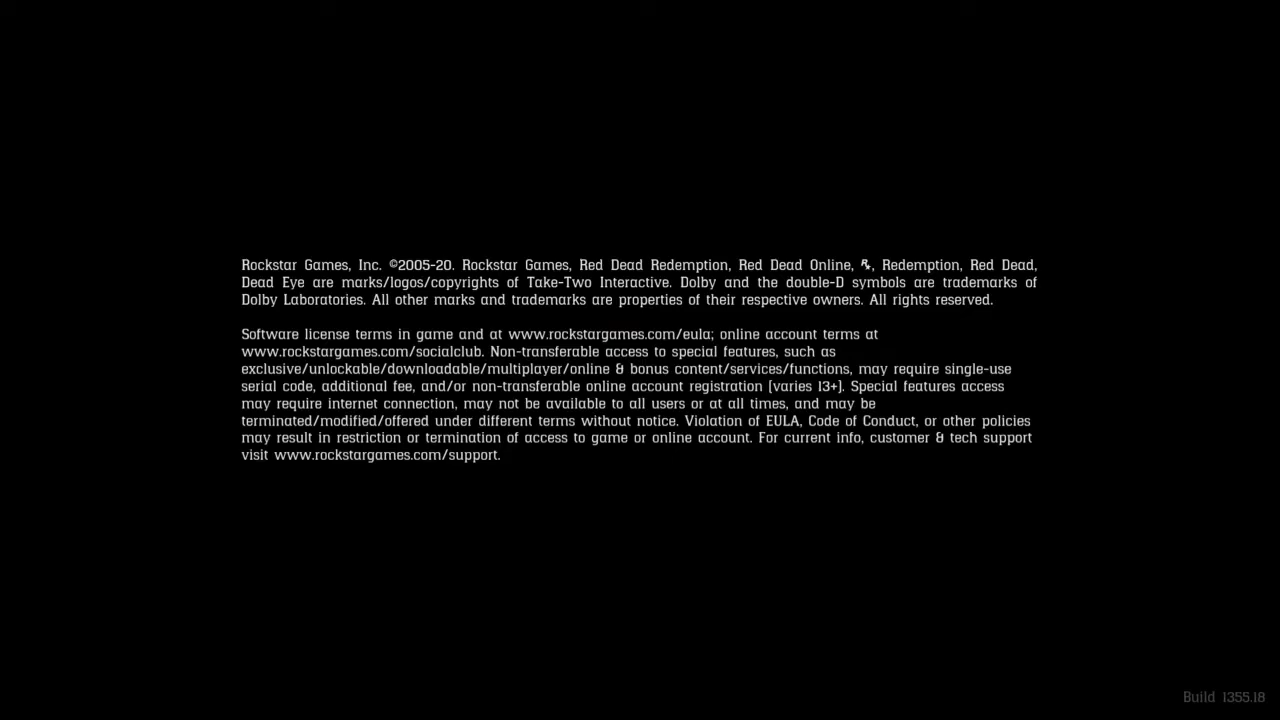 Rockstar Games, Inc. ©2005-20. Rockstar Games, Red Dead Redemption, Red Dead Online, R*, Redemption, Red Dead,
Dead Eye are marks/logos/copyrights of Take-Two Interactive. Dolby and the double-D symbols are trademarks of
Dolby Laboratories. All other marks and trademarks are properties of their respective owners. All rights reserved.
Software license terms in game and at www.rockstargames.com/eula; online account terms at
www.rockstargames.com/socialclub. Non-transferable access to special features, such as
exclusive/unlockable/downloadable/multiplayer/online & bonus content/services/functions, may require single-use
serial code, additional fee, and/or non-transferable online account registration [varies 13+]. Special features access
may require internet connection, may not be available to all users or at all times, and may be
terminated/modified/offered under different terms without notice. Violation of EULA, Code of Conduct, or other policies
may result in restriction or termination of access to game or online account. For current info, customer & tech support
visit www.rockstargames.com/support.
Build 1355.18